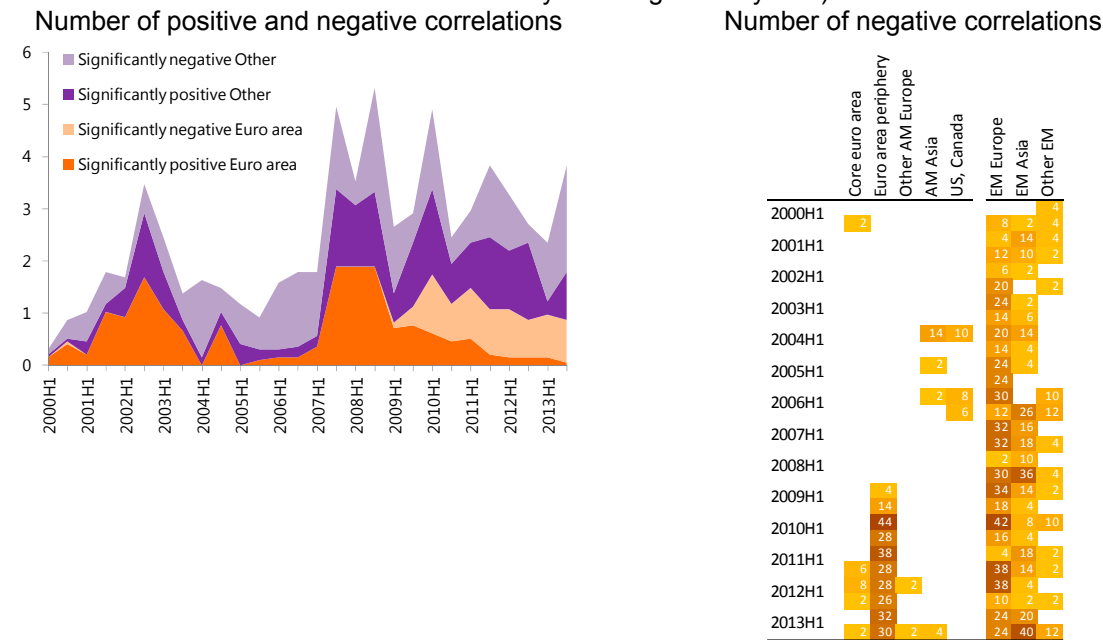 Number of positive and negative correlations
6
5
4
3
2
1
0
Significantly negative Other
Significantly positive Other
Significantly negative Euro area
Significantly positive Euro area
2000H1
2001H1
2002H1
2003H1
2004H1
2005H1
2006H1
2007H1
2008H1
2009H1
2010H1
2011H1
2012H1
2013H1
Number of negative correlations
Core euro area
Euro area periphery
Other AM Europe
AM Asia
US, Canada
EM Europe
EM Asia
Other EM
2000H1 4
2 8 2 4
2001H1 4 14 4
12 10 2
2002H1 6 2
20 2
2003H1 24 2
14 6
2004H1 14 10 20 14
14 4
2005H1 2 24 4
24
2006H1 2 8 30 10
6 12 26 12
2007H1 32 16
32 18 4
2008H1 2 10
30 36 4
2009H1 4 34 14 2
14 18 4
2010H1 44 42 8 10
28 16 4
2011H1 38 4 18 2
6 28 38 14 2
2012H1 8 28 2 38 4
2 26 10 2 2
2013H1 32 24 20
2 30 2 4 24 40 12